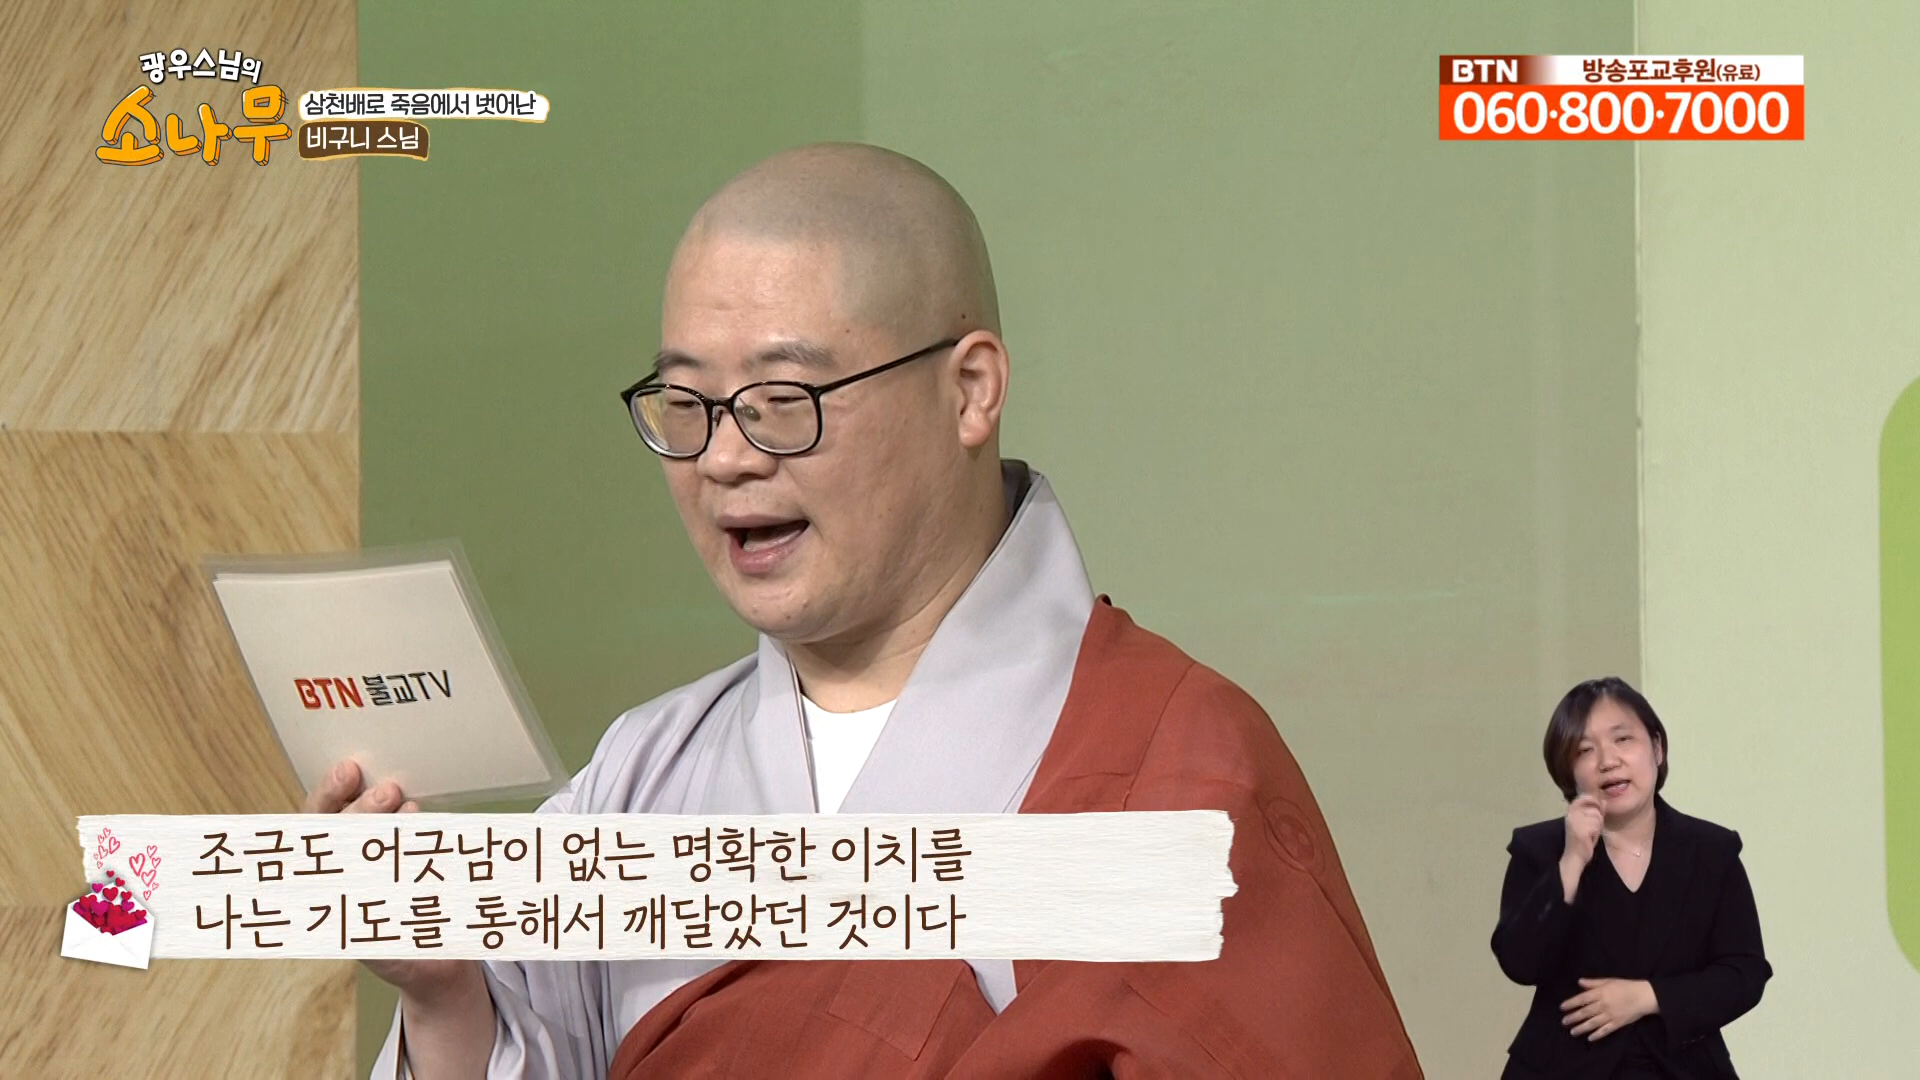 광우스님의
소나무
삼천배로 죽음에서 벗어난
비구니 스님
BTN 방송포교후원(유료)
060·800·7000
BTN 불교TV
조금도 어긋남이 없는 명확한 이치를
나는 기도를 통해서 깨달았던 것이다